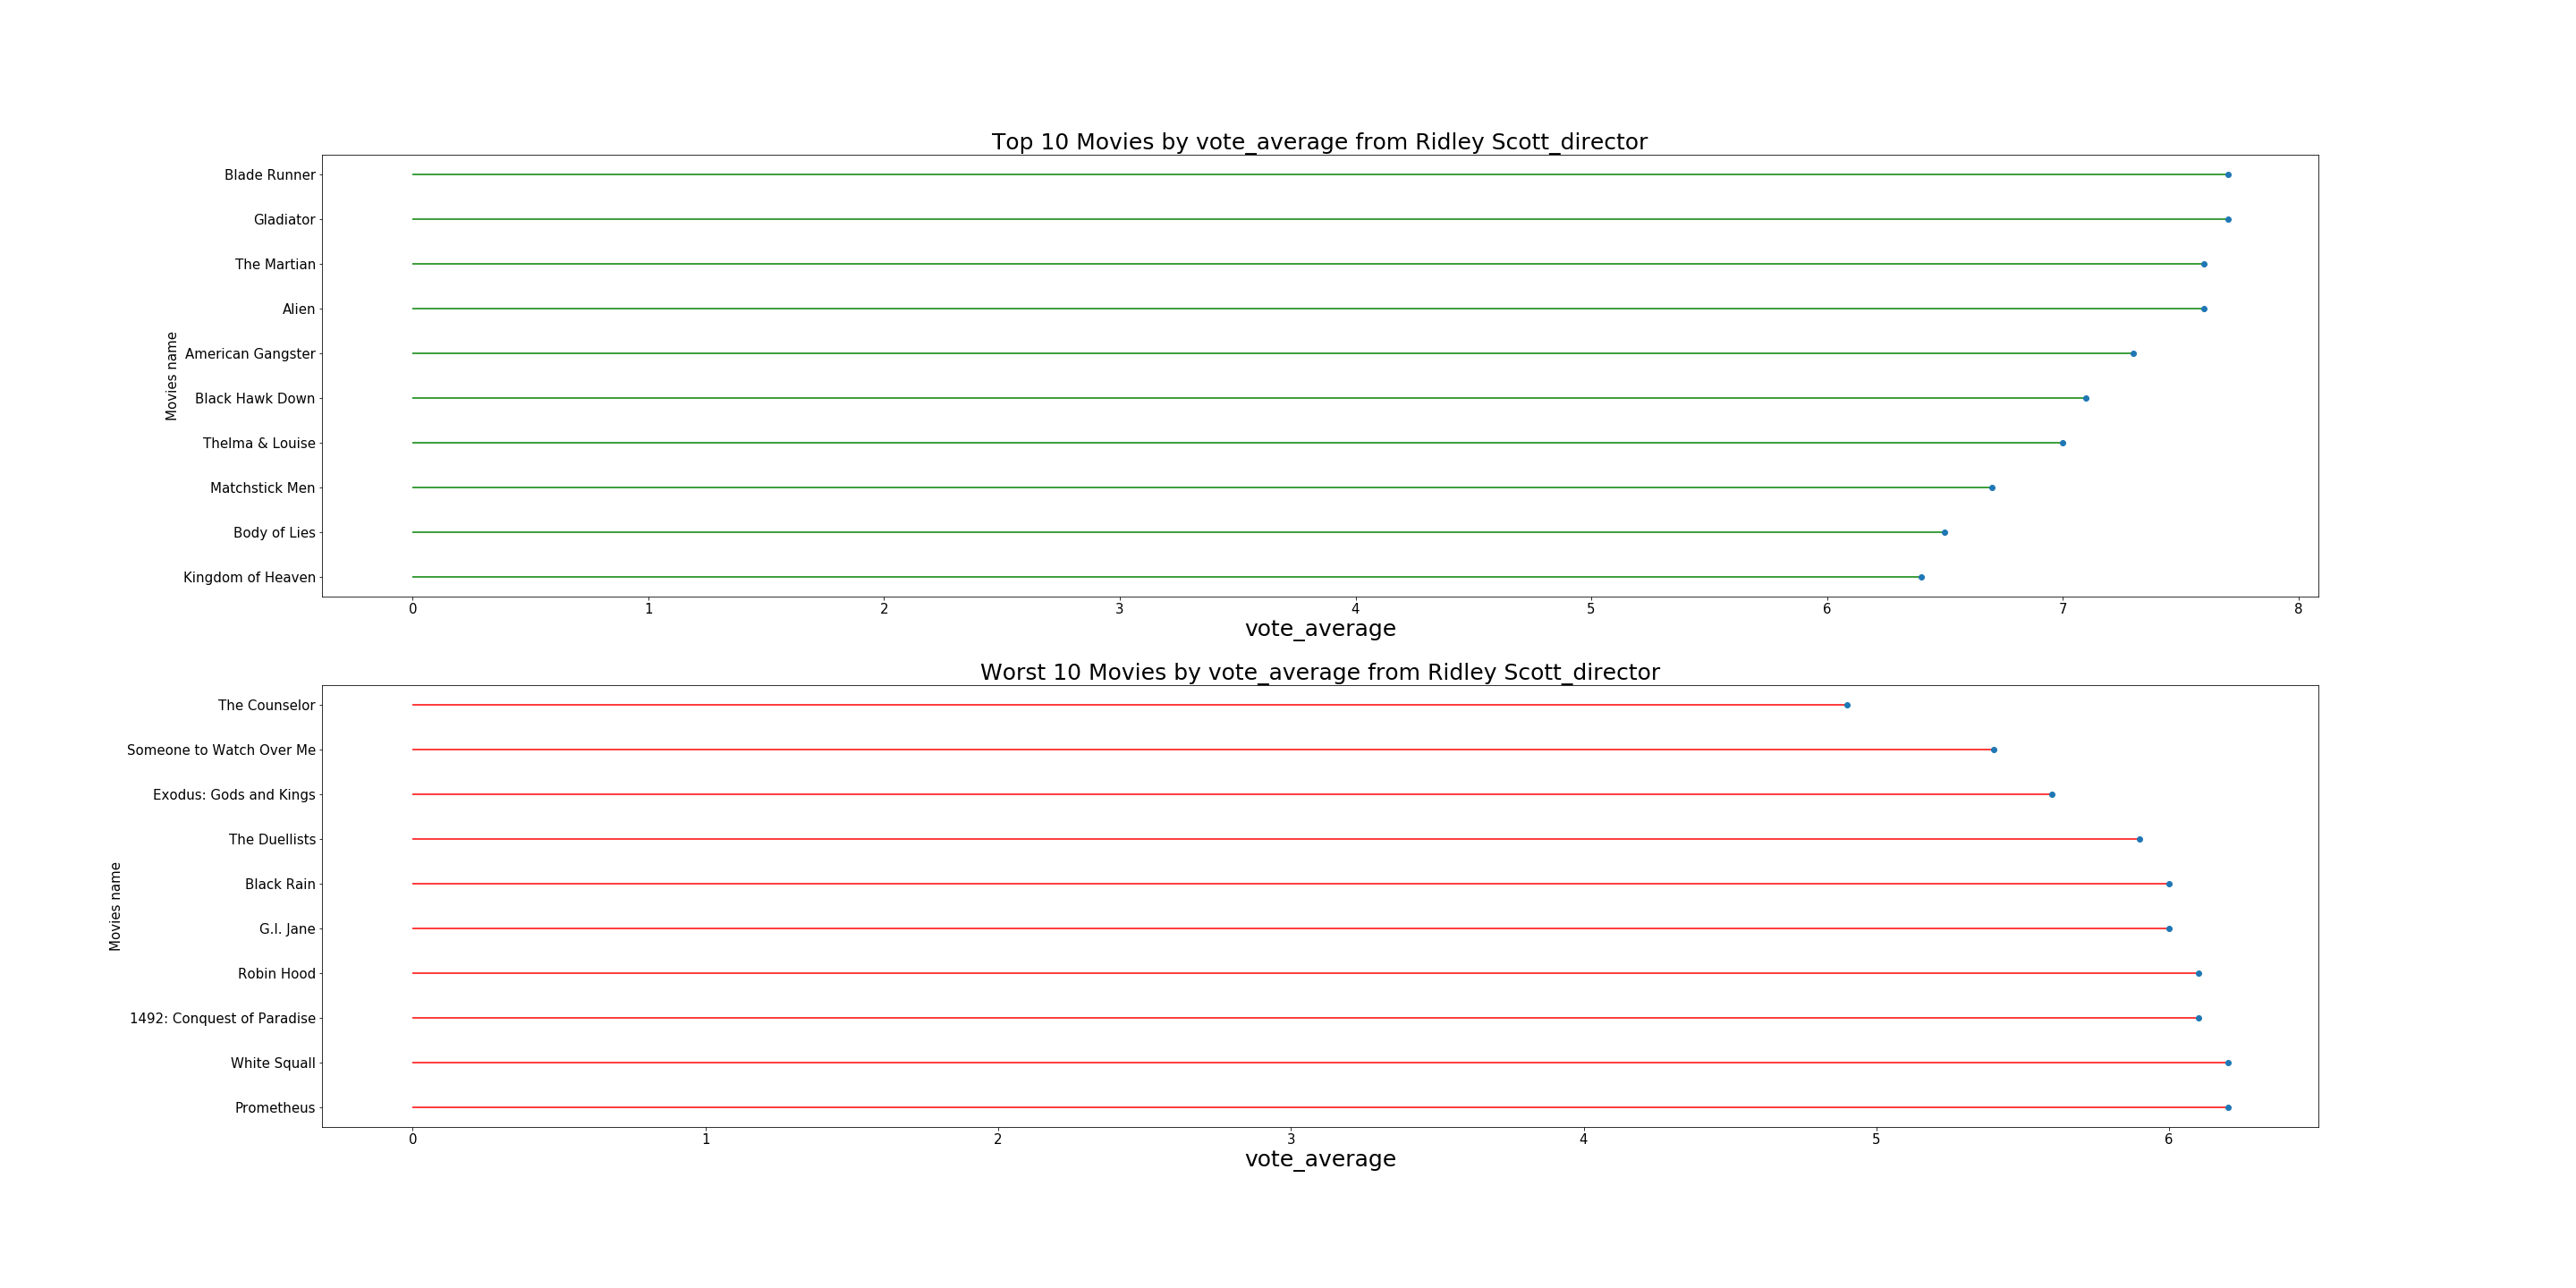 Top 10 Movies by vote_average from Ridley Scott_director
Blade Runner
Gladiator
The Martian
Alien
American Gangster
Black Hawk Down
Thelma & Louise
Matchstick Men
Body of Lies
Kingdom of Heaven
Movies name
0 1 2 3 4 5 6 7 8
vote_average
Worst 10 Movies by vote_average from Ridley Scott_director
The Counselor
Someone to Watch Over Me
Exodus: Gods and Kings
The Duellists
Black Rain
G.I. Jane
Robin Hood
1492: Conquest of Paradise
White Squall
Prometheus
Movies name
0 1 2 3 4 5 6
vote_average